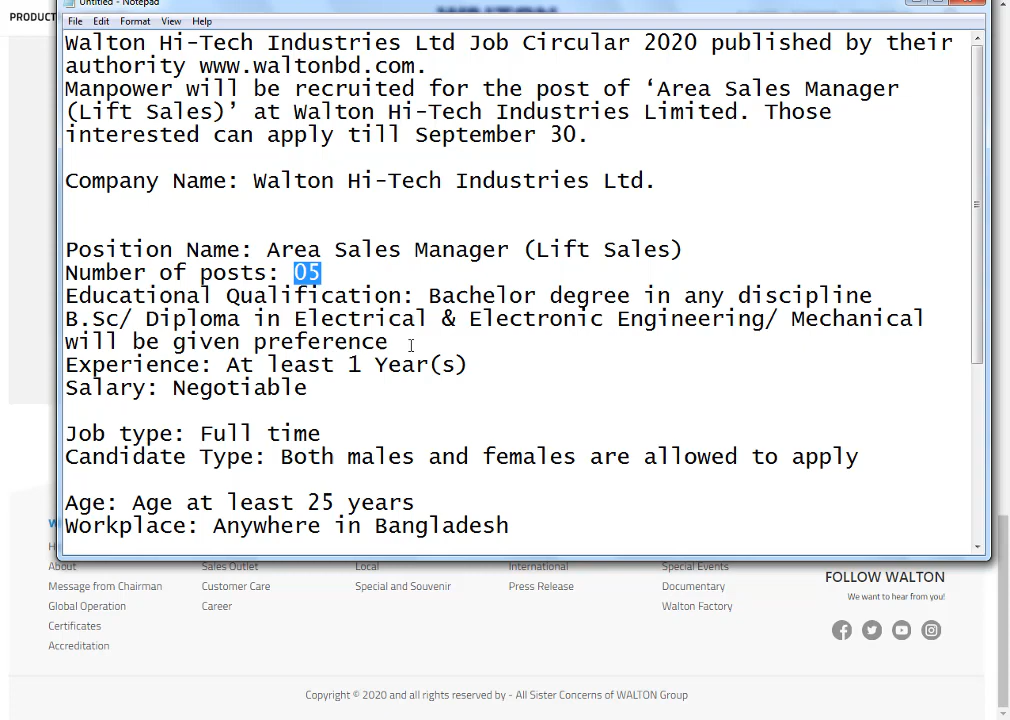 PRODUCT
Untitled - Notepad
File Edit Format View Help
Walton Hi-Tech Industries Ltd Job Circular 2020 published by their
authority www.waltonbd.com.
Manpower will be recruited for the post of ‘Area Sales Manager
(Lift Sales)’ at Walton Hi-Tech Industries Limited. Those
interested can apply till September 30.
Company Name: Walton Hi-Tech Industries Ltd.
Position Name: Area Sales Manager (Lift Sales)
Number of posts: 05
Educational Qualification: Bachelor degree in any discipline
B.Sc/ Diploma in Electrical & Electronic Engineering/ Mechanical
will be given preference
Experience: At least 1 Year(s)
Salary: Negotiable
Job type: Full time
Candidate Type: Both males and females are allowed to apply
Age: Age at least 25 years
Workplace: Anywhere in Bangladesh
About Sales Outlet Local International Special Events
Message from Chairman Customer Care Special and Souvenir Press Release Documentary
Global Operation Career Walton Factory
Certificates
Accreditation
FOLLOW WALTON
We want to hear from you!
Copyright © 2020 and all rights reserved by - All Sister Concerns of WALTON Group